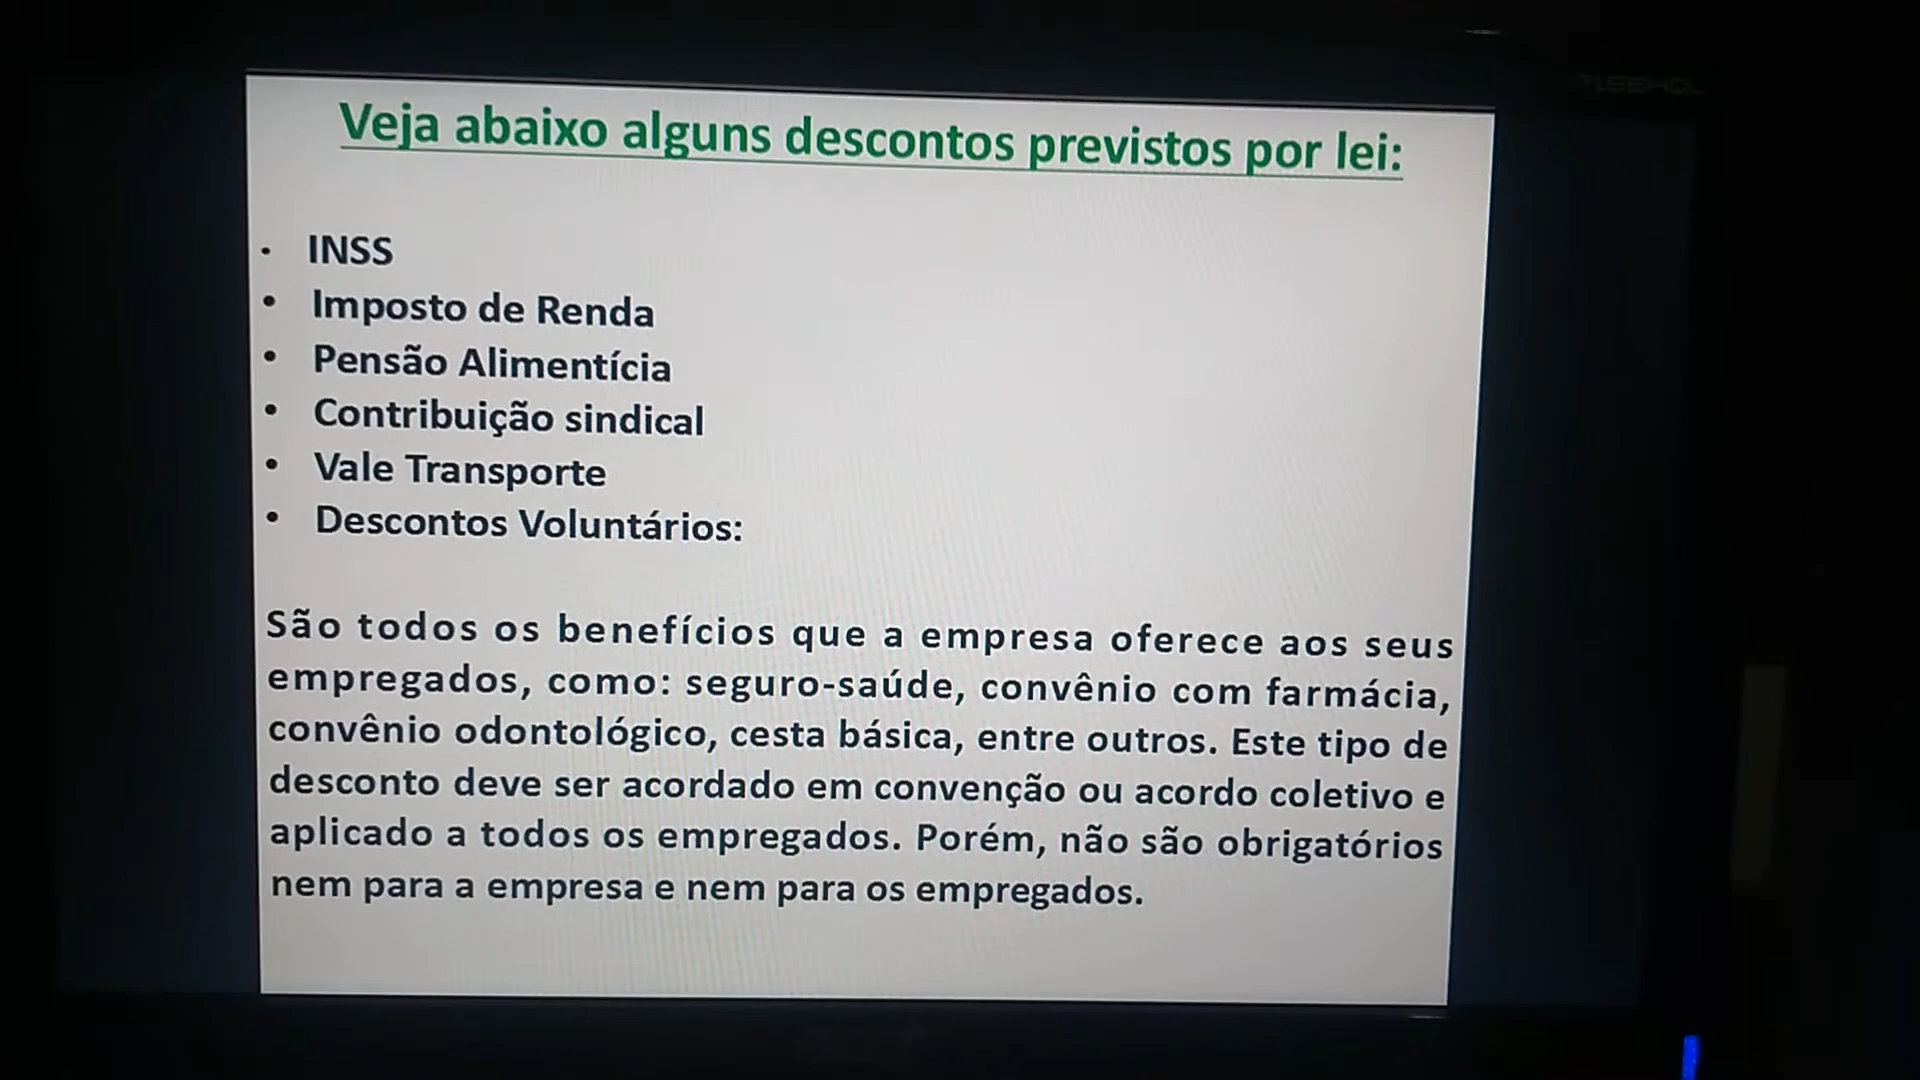 Veja abaixo alguns descontos previstos por lei:
• INSS
• Imposto de Renda
• Pensão Alimentícia
• Contribuição sindical
• Vale Transporte
• Descontos Voluntários:
São todos os benefícios que a empresa oferece aos seus
empregados, como: seguro-saúde, convênio com farmácia,
convênio odontológico, cesta básica, entre outros. Este tipo de
desconto deve ser acordado em convenção ou acordo coletivo e
aplicado a todos os empregados. Porém, não são obrigatórios
nem para a empresa e nem para os empregados.